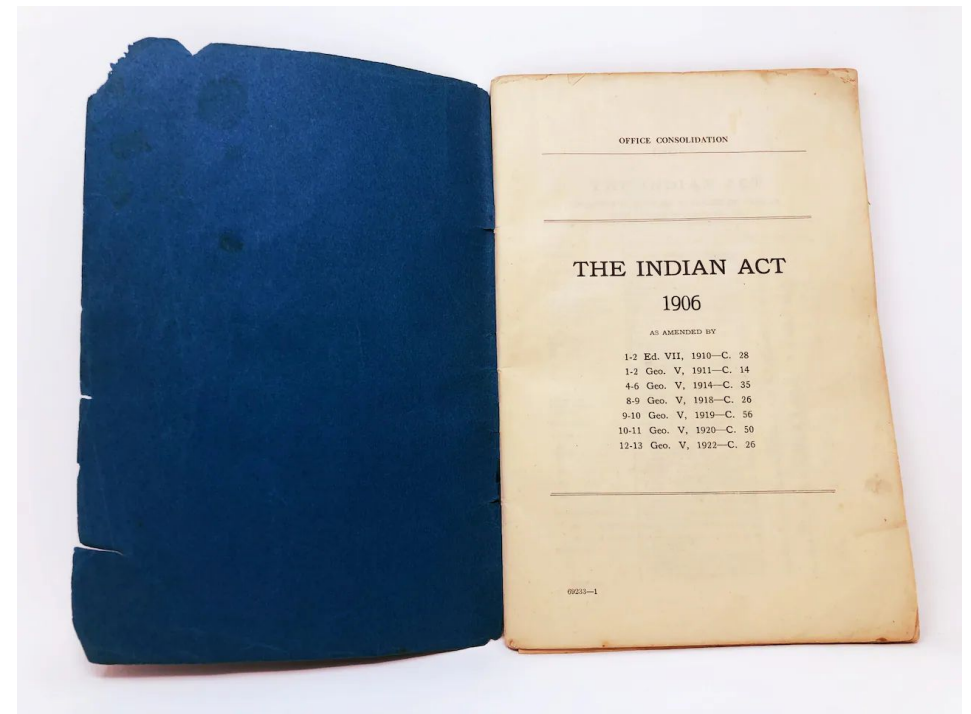 OFFICE CONSOLIDATION
THE INDIAN ACT
1906
AS AMENDED BY
1-2 Ed. VII, 1910—C. 28
1-2 Geo. V, 1911—C. 14
4-6 Geo. V, 1914—C. 35
8-9 Geo. V, 1918—C. 26
9-10 Geo. V, 1919—C. 56
10-11 Geo. V, 1920—C. 50
12-13 Geo. V, 1922—C. 26
69233—1